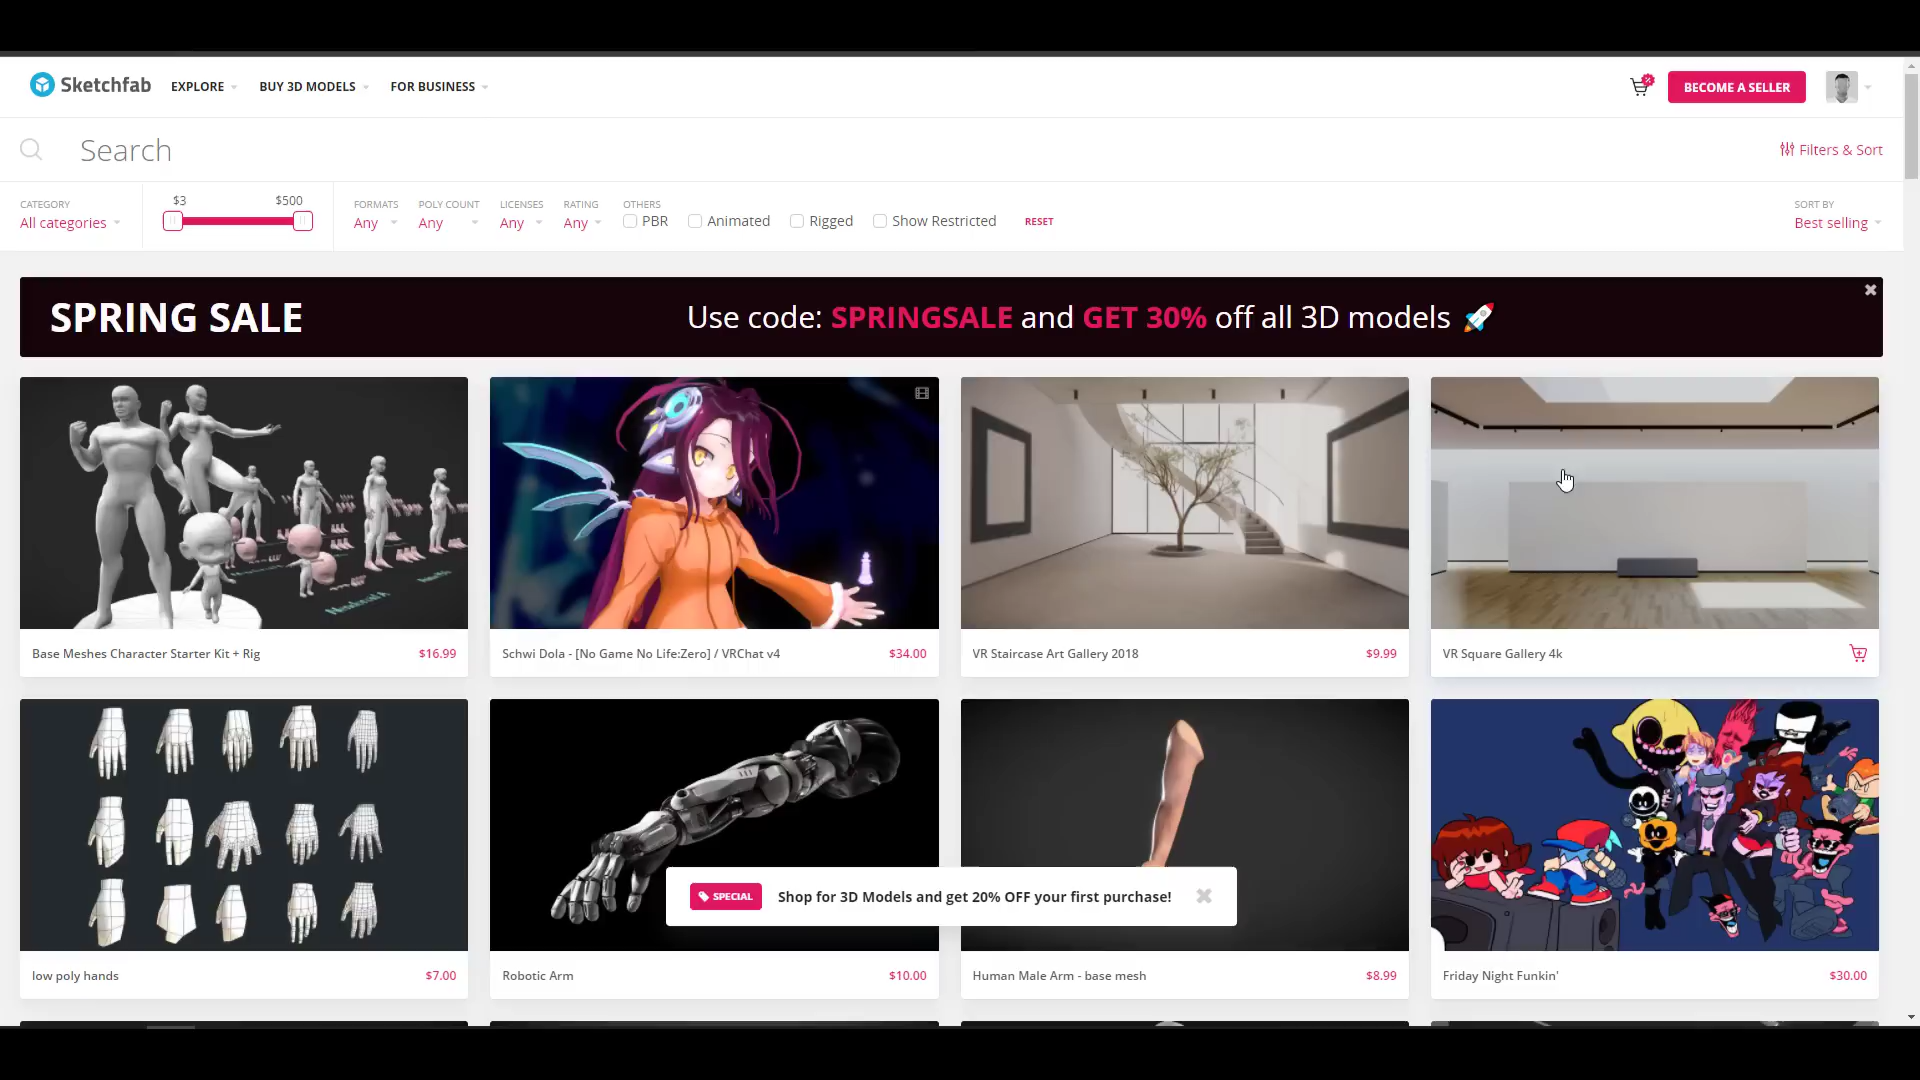 Sketchfab EXPLORE BUY 3D MODELS FOR BUSINESS BECOME A SELLER
Search Filters & Sort
CATEGORY
All categories
$3 $500
FORMATS
Any
POLY COUNT
Any
LICENSES
Any
RATING
Any
OTHERS
PBR Animated Rigged Show Restricted RESET
SORT BY
Best selling
SPRING SALE Use code: SPRINGSALE and GET 30% off all 3D models 🚀
Base Meshes Character Starter Kit + Rig $16.99
Schwi Dola - [No Game No Life:Zero] / VRChat v4 $34.00
VR Staircase Art Gallery 2018 $9.99
VR Square Gallery 4k
SPECIAL Shop for 3D Models and get 20% OFF your first purchase!
low poly hands $7.00
Robotic Arm $10.00
Human Male Arm - base mesh $8.99
Friday Night Funkin' $30.00